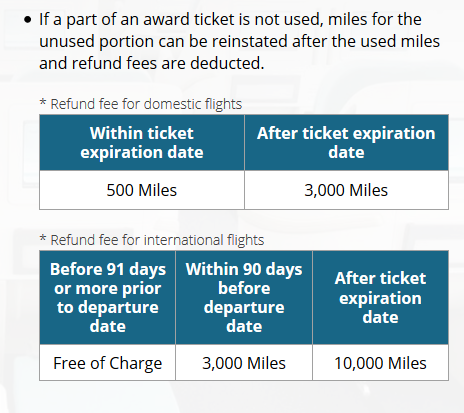 • If a part of an award ticket is not used, miles for the
unused portion can be reinstated after the used miles
and refund fees are deducted.
* Refund fee for domestic flights
Within ticket
expiration date
After ticket expiration
date
500 Miles
3,000 Miles
* Refund fee for international flights
Before 91 days
or more prior
to departure
date
Within 90 days
before
departure
date
After ticket
expiration
date
Free of Charge
3,000 Miles
10,000 Miles